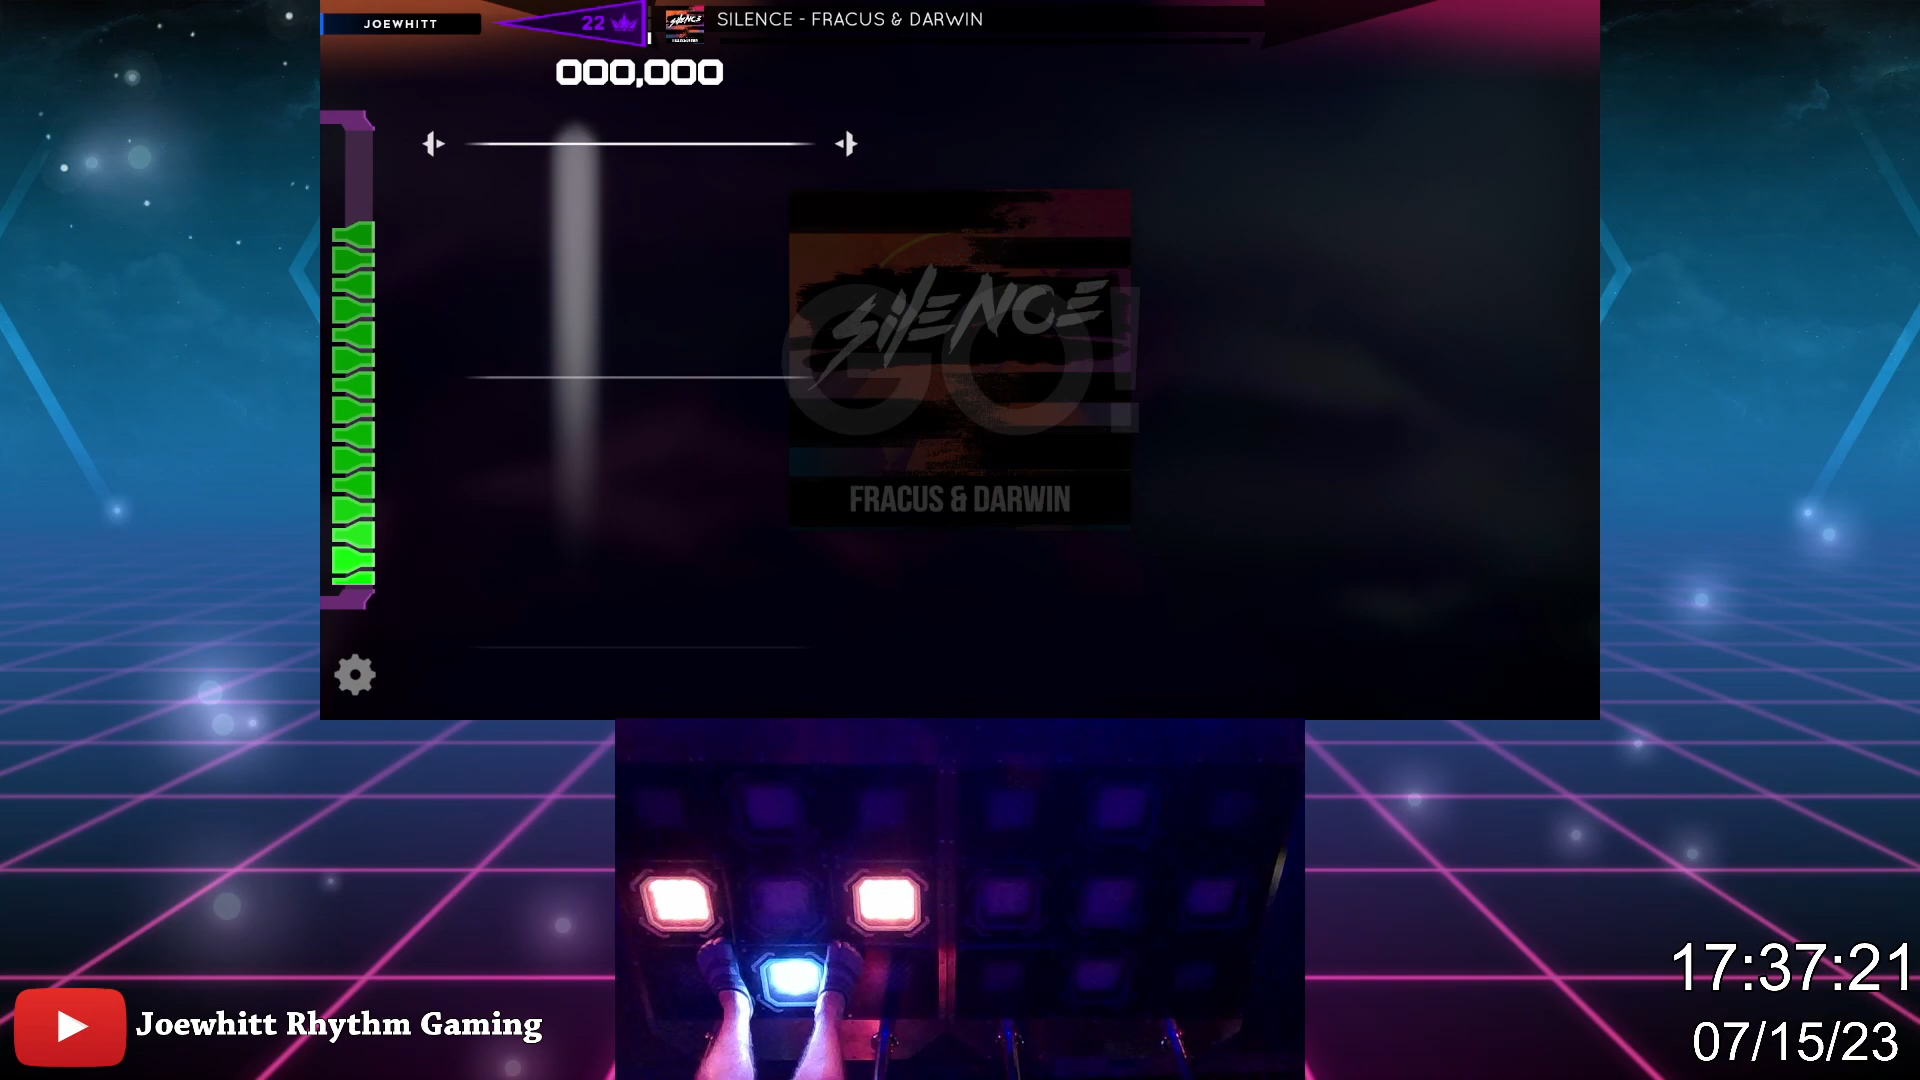 JOEWHITT
22
SILENCE - FRACUS & DARWIN
000,000
SILENCE
GO!
FRACUS & DARWIN
Joewhitt Rhythm Gaming
17:37:21
07/15/23